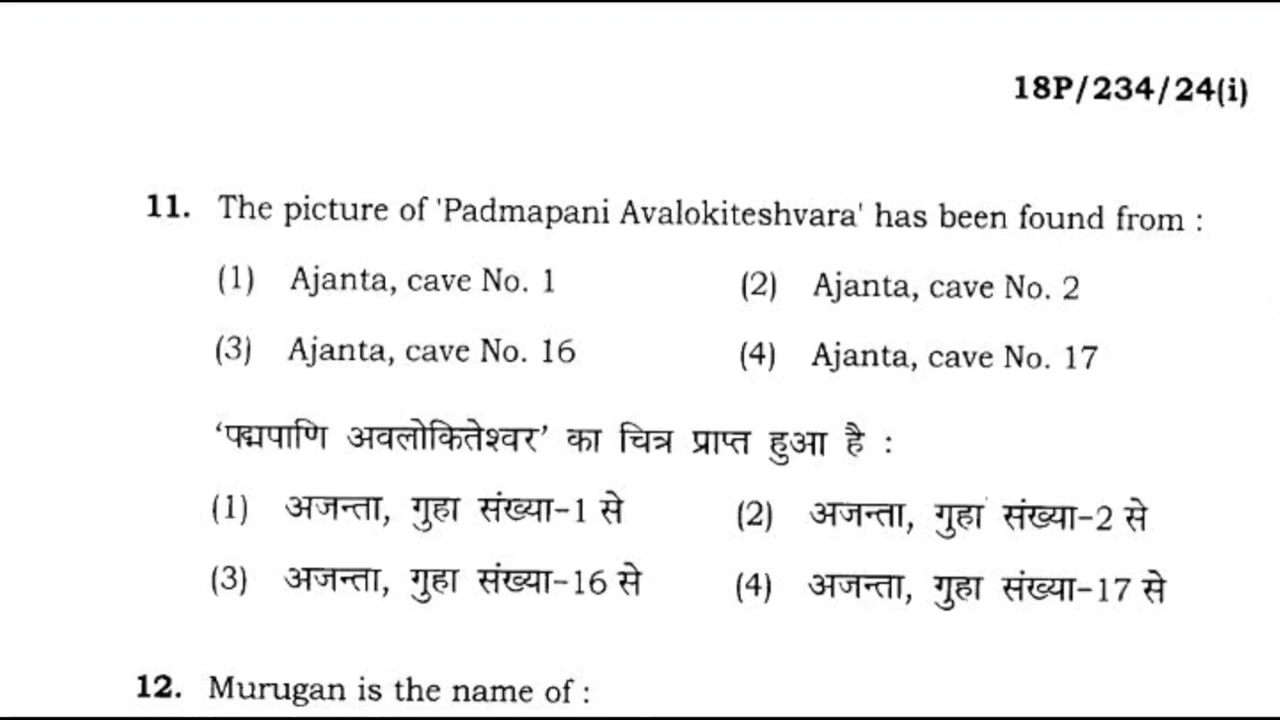 18P/234/24(i)
11. The picture of 'Padmapani Avalokiteshvara' has been found from :
(1) Ajanta, cave No. 1 (2) Ajanta, cave No. 2
(3) Ajanta, cave No. 16 (4) Ajanta, cave No. 17
‘पद्मपाणि अवलोकितेश्वर’ का चित्र प्राप्त हुआ है :
(1) अजन्ता, गुहा संख्या-1 से (2) अजन्ता, गुहा संख्या-2 से
(3) अजन्ता, गुहा संख्या-16 से (4) अजन्ता, गुहा संख्या-17 से
12. Murugan is the name of :